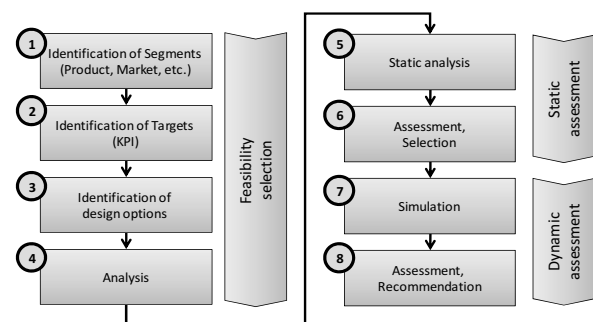 1
Identification of Segments
(Product, Market, etc.)
2
Identification of Targets
(KPI)
3
Identification of
design options
4
Analysis
Feasibility
selection
5
Static analysis
6
Assessment,
Selection
Static
assessment
7
Simulation
8
Assessment,
Recommendation
Dynamic
assessment